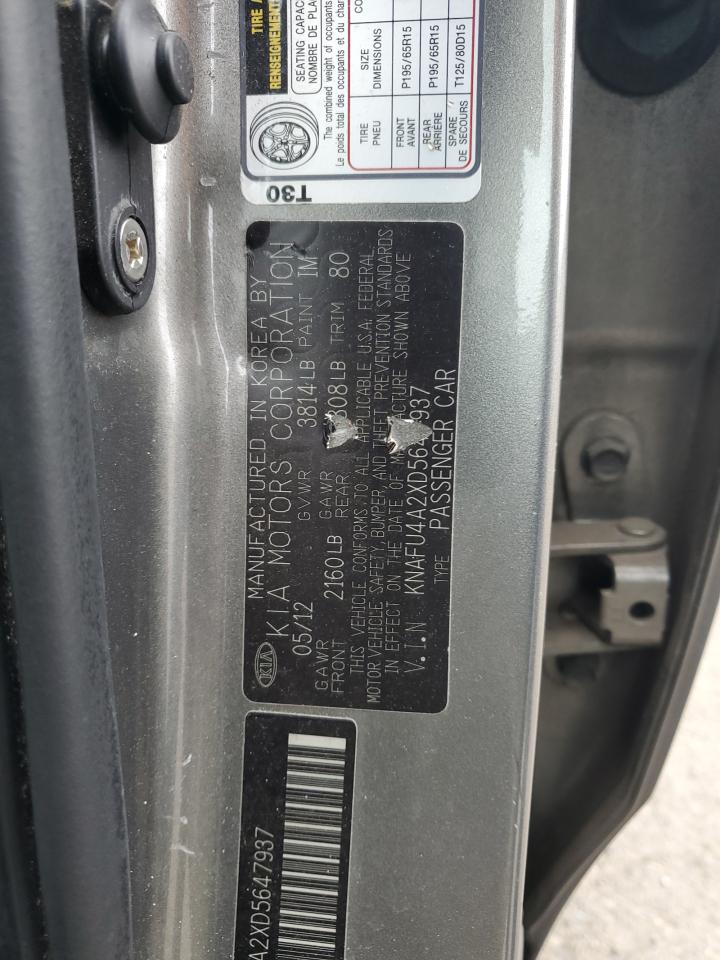 TIRE
RENSEIGNEMENT
SEATING CAPAC
NOMBRE DE PLA
The combined weight of occupants
Le poids total des occupants et du char
TIRE SIZE CO
PNEU DIMENSIONS
FRONT P195/65R15
AVANT
REAR P195/65R15
ARRIÈRE
SPARE T125/80D15
DE SECOURS
T30
KIA
MANUFACTURED IN KOREA BY
KIA MOTORS CORPORATION
05/12 GVWR 3814LB PAINT 1M
GAWR FRONT 2160LB GAWR REAR 808LB TRIM 80
THIS VEHICLE CONFORMS TO ALL APPLICABLE U.S.A. FEDERAL
MOTOR VEHICLE SAFETY, BUMPER, AND THEFT PREVENTION STANDARDS
IN EFFECT ON THE DATE OF MANUFACTURE SHOWN ABOVE
V.I.N KNAFU4A2XD564 937
TYPE PASSENGER CAR
A2XD5647937